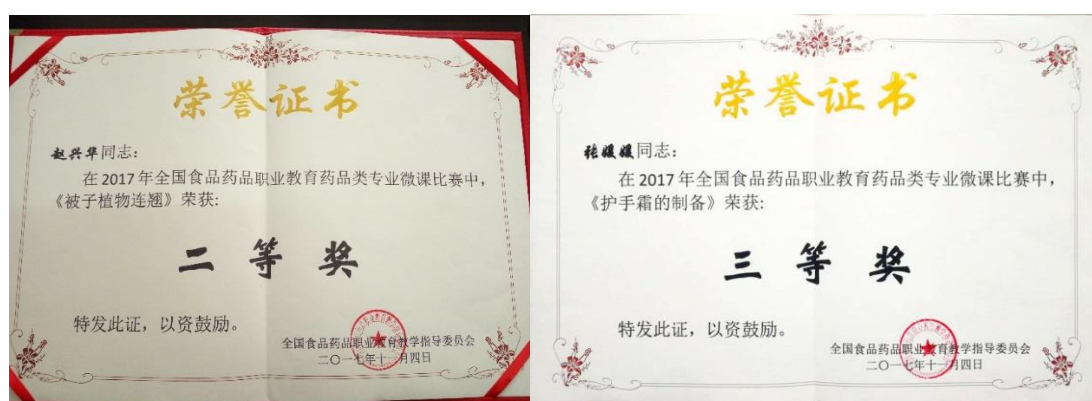 荣誉证书
赵兴华同志：
在2017年全国食品药品职业教育药品类专业微课比赛中，
《被子植物连翘》荣获:
二等奖
特发此证，以资鼓励。
全国食品药品职业教育教学指导委员会
二〇一七年十一月四日
荣誉证书
张媛媛同志：
在2017年全国食品药品职业教育药品类专业微课比赛中，
《护手霜的制备》荣获:
三等奖
特发此证，以资鼓励。
全国食品药品职业教育教学指导委员会
二〇一七年十一月四日